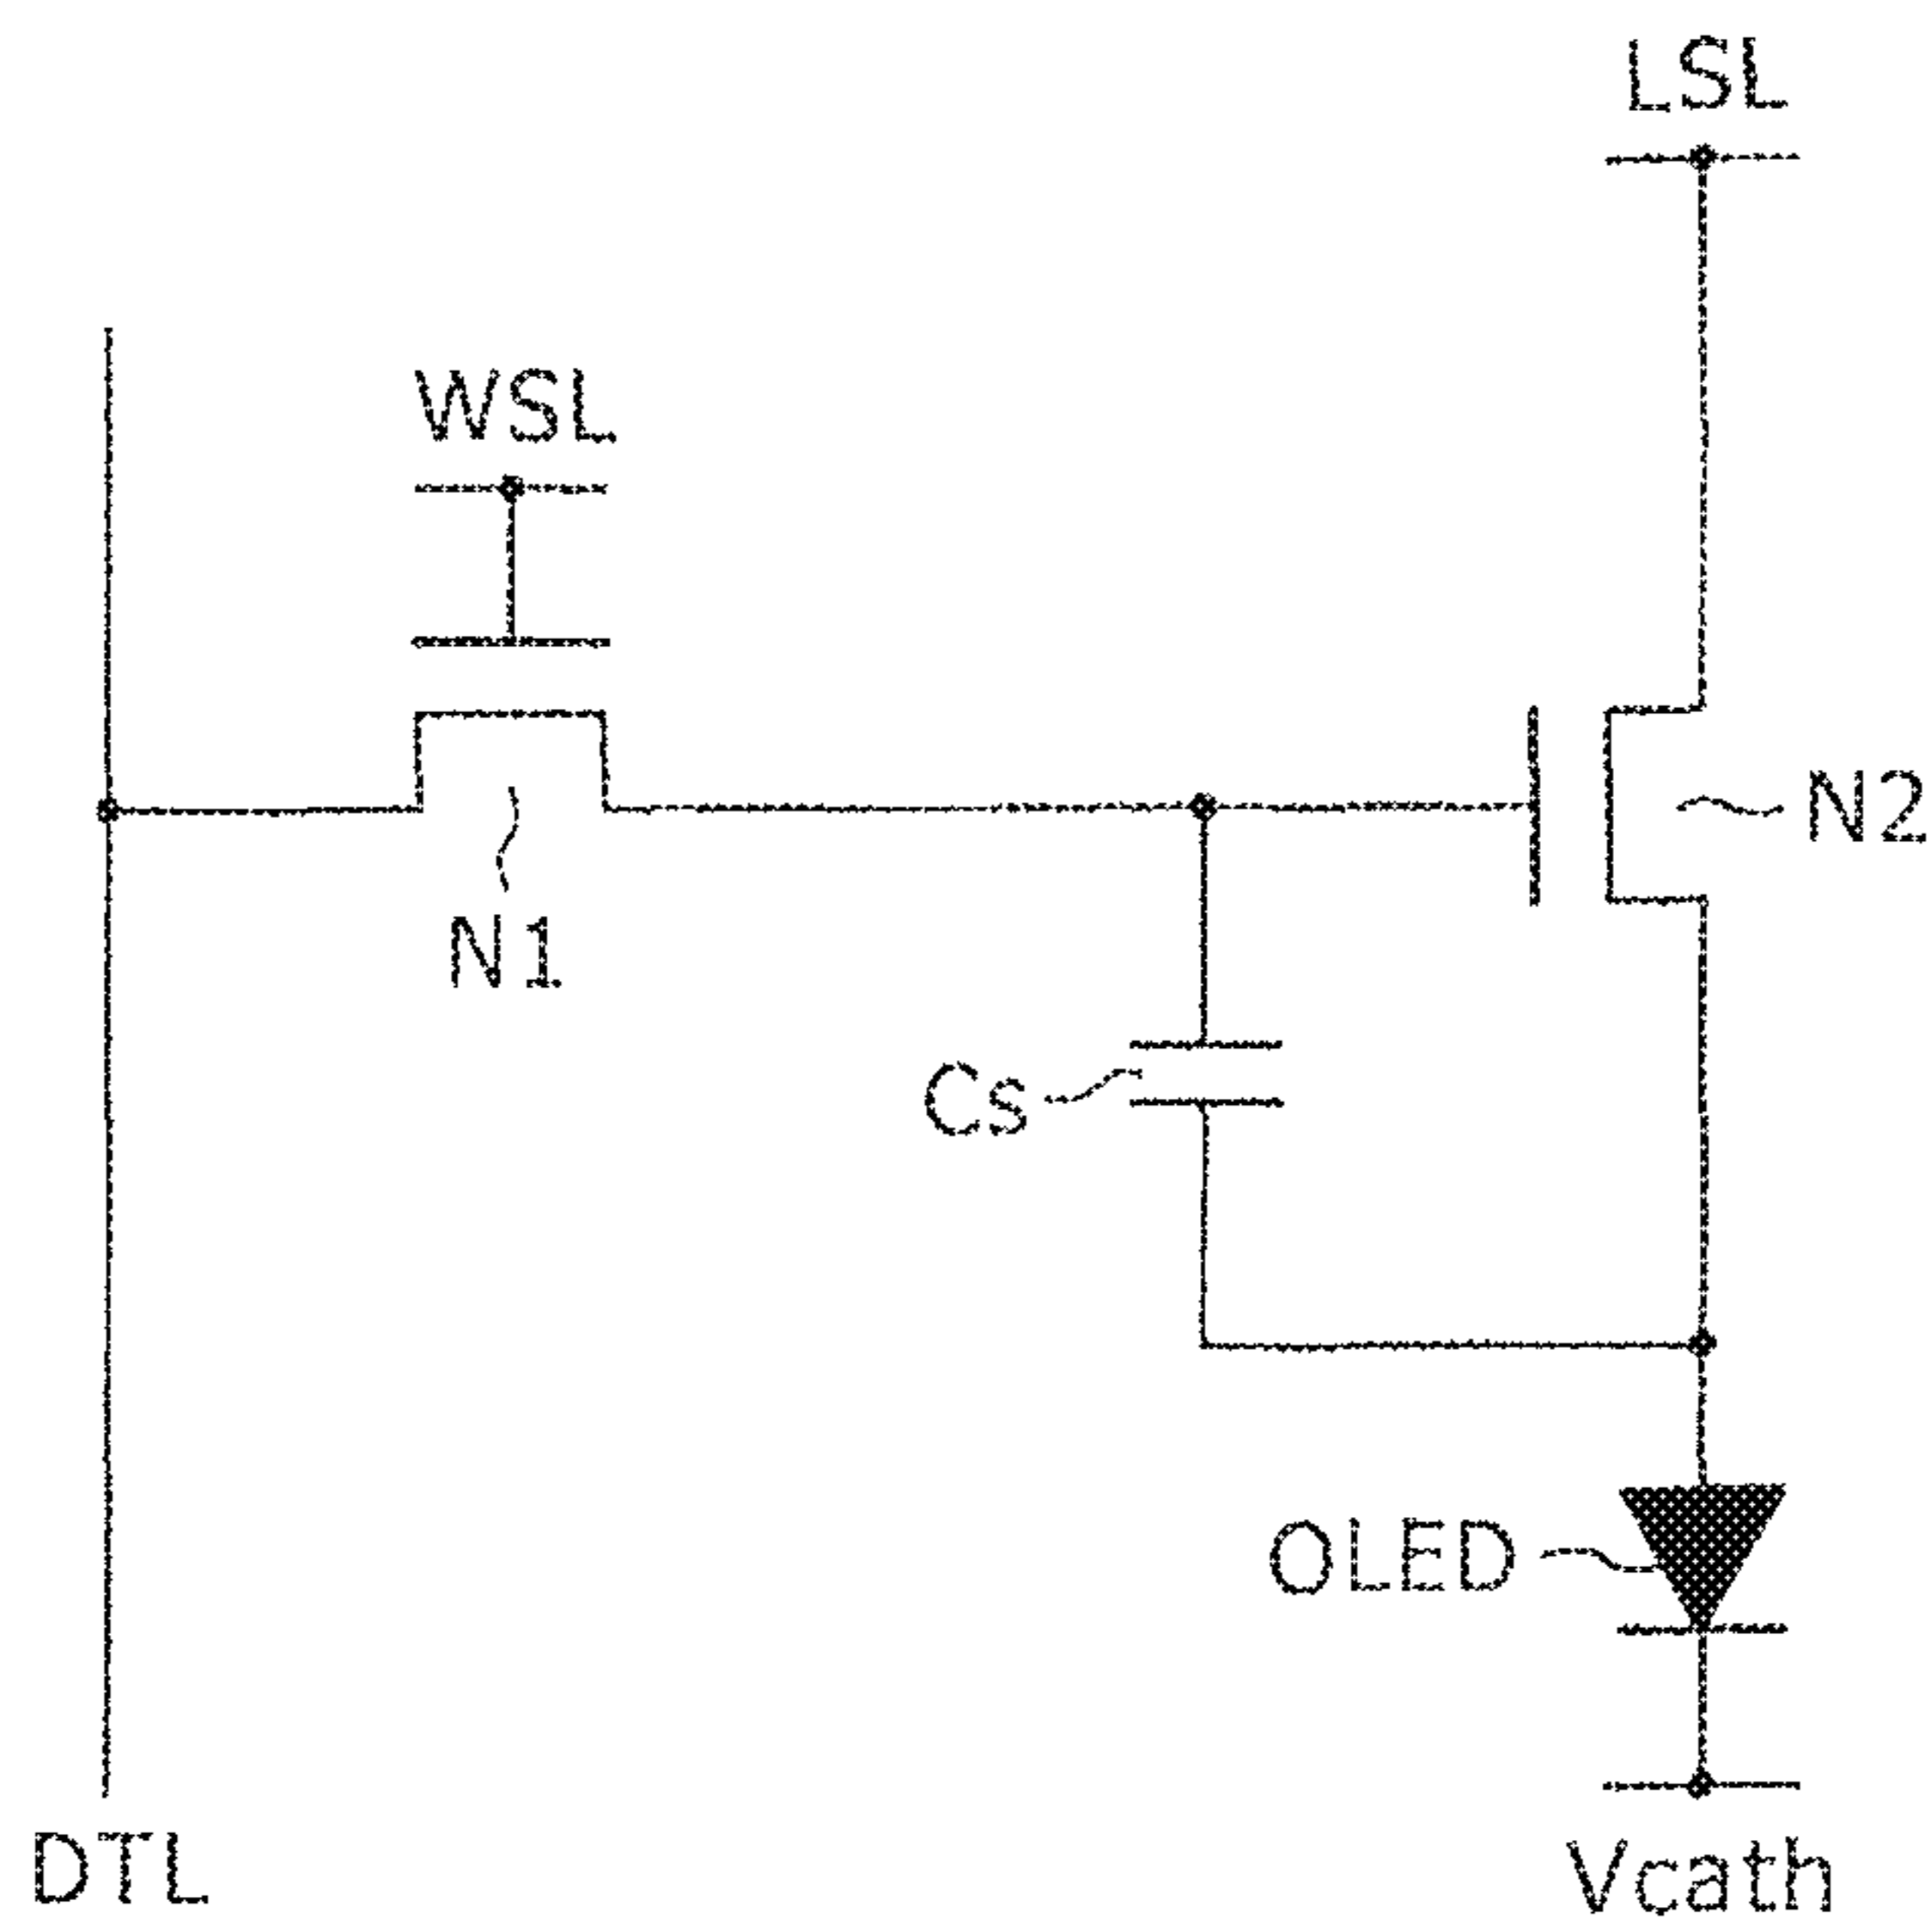 LSL
WSL
N2
N1
Cs
OLED
DTL
Vcath